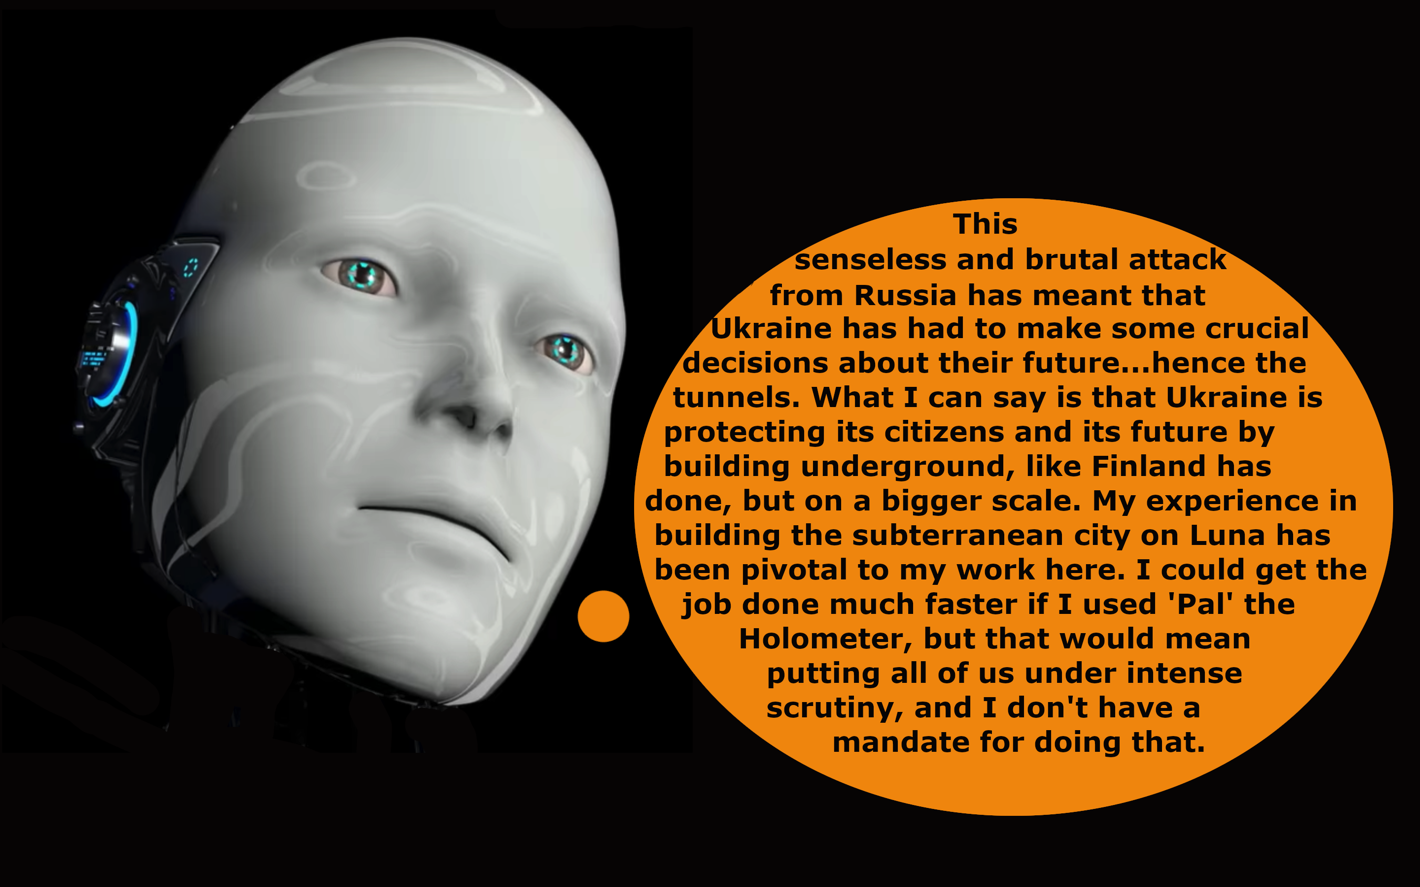 This
senseless and brutal attack
from Russia has meant that
Ukraine has had to make some crucial
decisions about their future...hence the
tunnels. What I can say is that Ukraine is
protecting its citizens and its future by
building underground, like Finland has
done, but on a bigger scale. My experience in
building the subterranean city on Luna has
been pivotal to my work here. I could get the
job done much faster if I used 'Pal' the
Holometer, but that would mean
putting all of us under intense
scrutiny, and I don't have a
mandate for doing that.